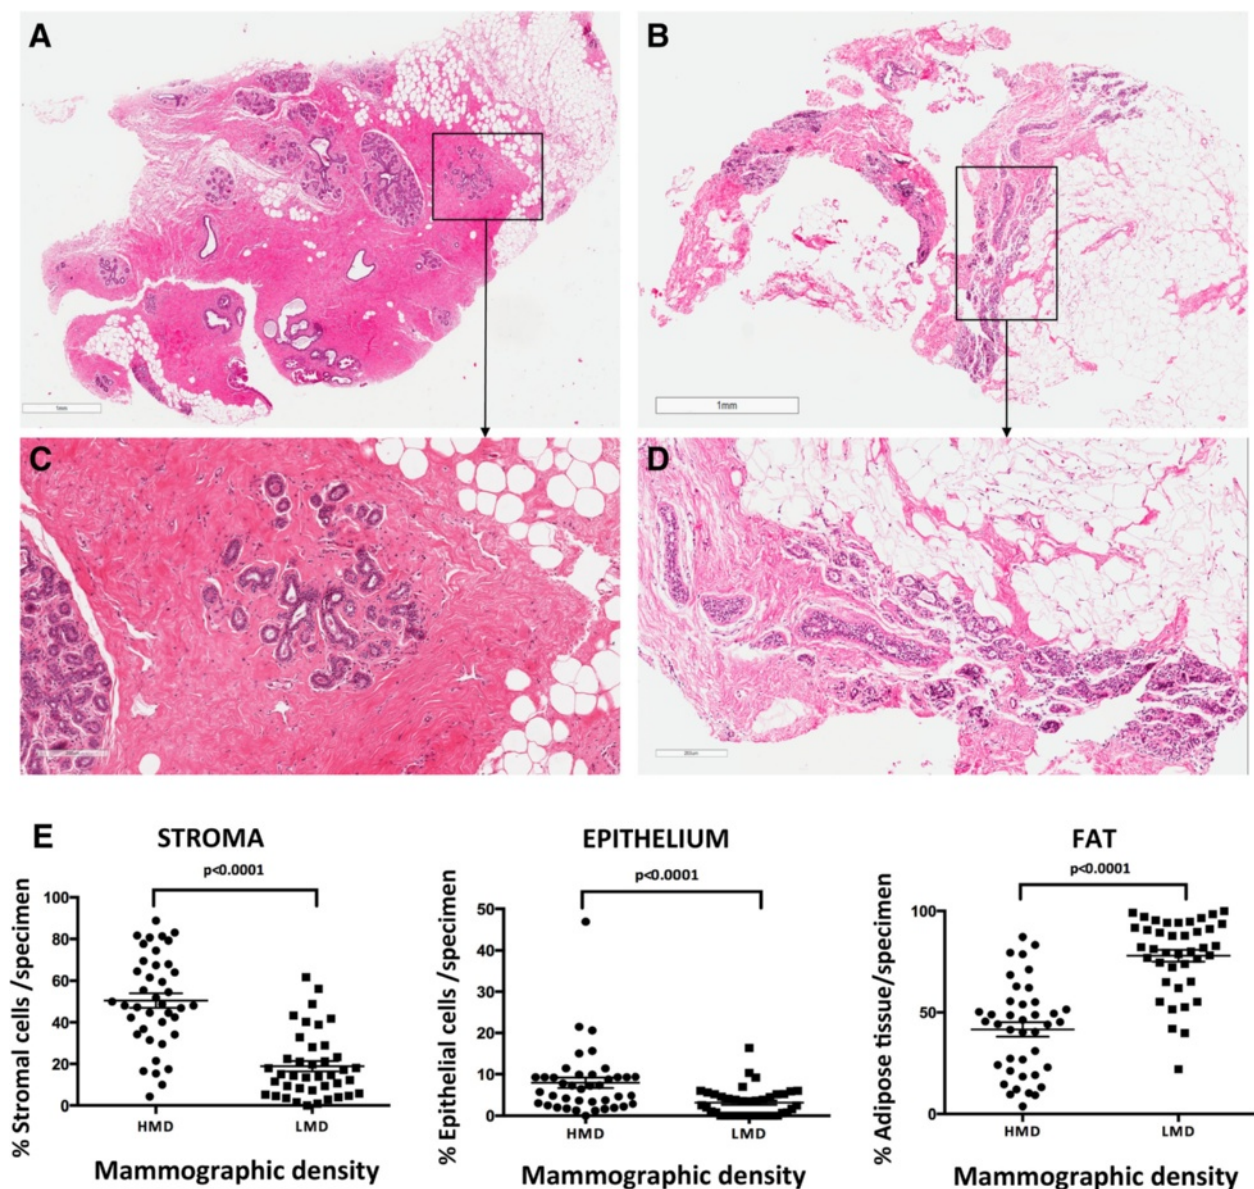 A
B
1mm
1mm
C
D
200um
E
STROMA
p<0.0001
% Stromal cells /specimen
100
80
60
40
20
0
HMD
LMD
Mammographic density
EPITHELIUM
p<0.0001
% Epithelial cells /specimen
50
40
30
20
10
0
HMD
LMD
Mammographic density
FAT
p<0.0001
% Adipose tissue/specimen
100
50
0
HMD
LMD
Mammographic density